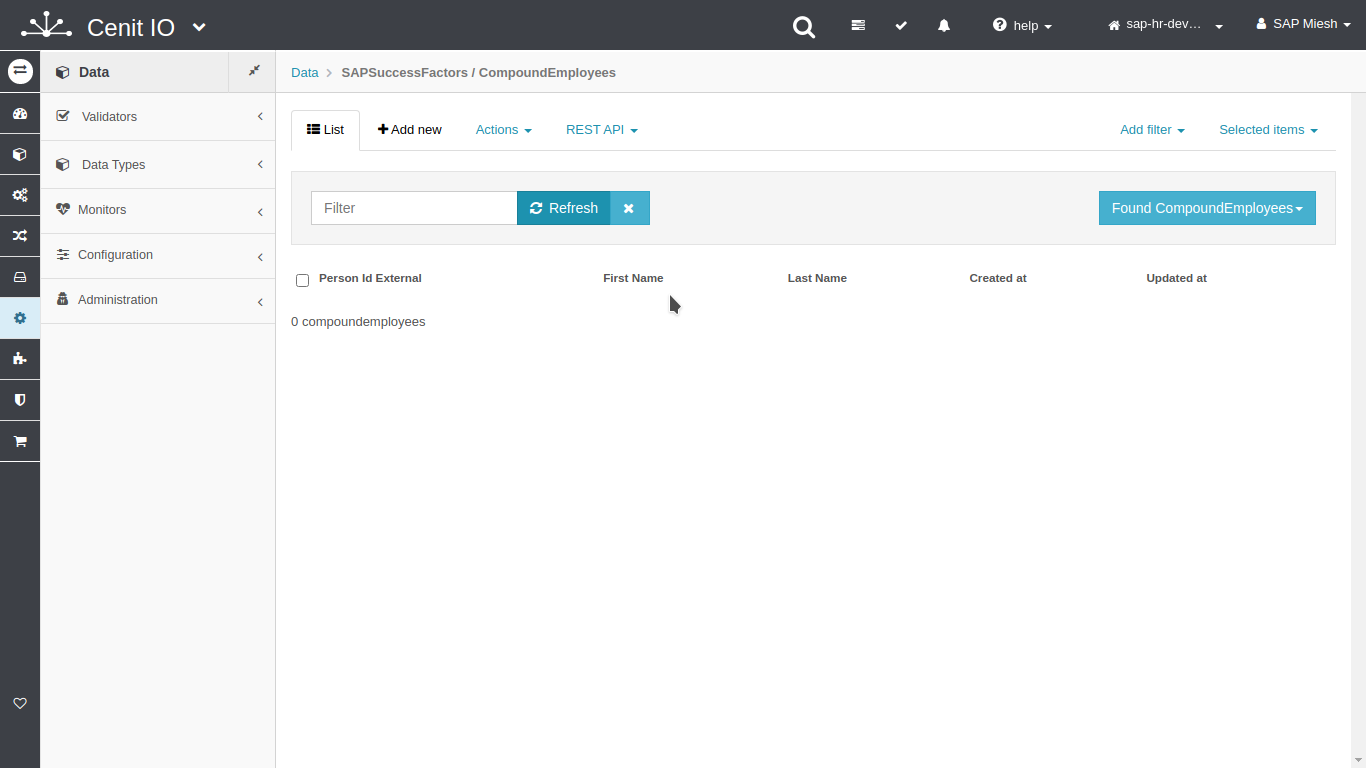 Cenit IO
help
sap-hr-dev…
SAP Miesh
Data
Data
SAPSuccessFactors / CompoundEmployees
Validators
Data Types
Monitors
Configuration
Administration
List
Add new
Actions
REST API
Add filter
Selected items
Filter
Refresh
Found CompoundEmployees
Person Id External
First Name
Last Name
Created at
Updated at
0 compoundemployees